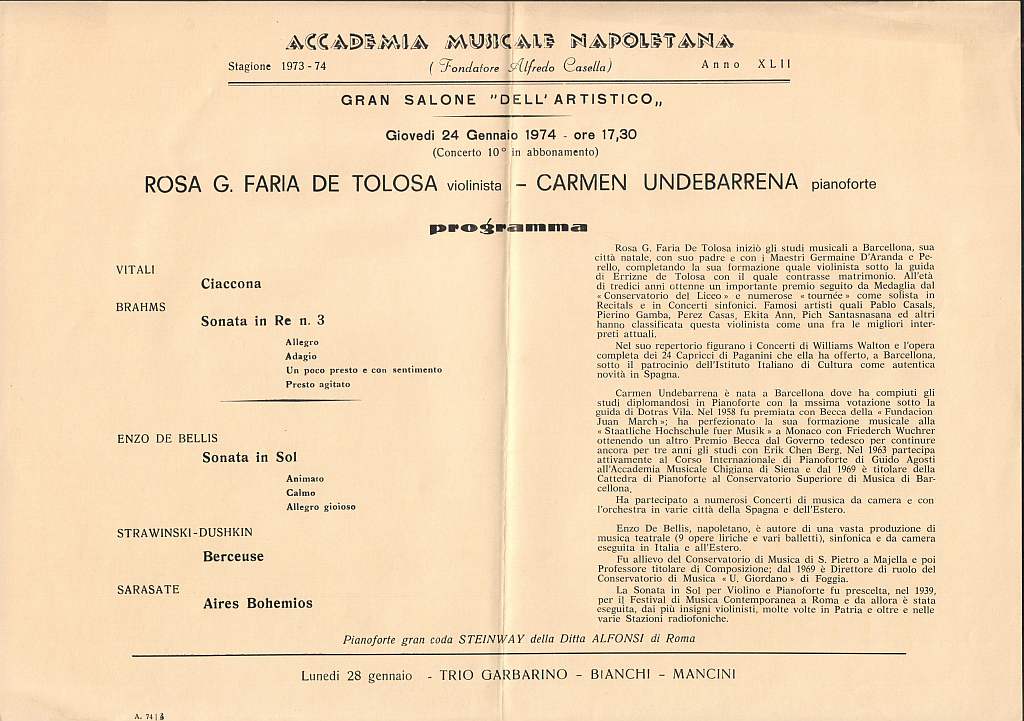 ACCADEMIA MUSICALE NAPOLETANA
Stagione 1973-74 ( Fondatore Alfredo Casella) Anno XLII
GRAN SALONE "DELL'ARTISTICO„
Giovedì 24 Gennaio 1974 - ore 17,30
(Concerto 10° in abbonamento)
ROSA G. FARIA DE TOLOSA violinista – CARMEN UNDEBARRENA pianoforte
programma
VITALI
Ciaccona
BRAHMS
Sonata in Re n. 3
Allegro
Adagio
Un poco presto e con sentimento
Presto agitato
ENZO DE BELLIS
Sonata in Sol
Animato
Calmo
Allegro gioioso
STRAWINSKI-DUSHKIN
Berceuse
SARASATE
Aires Bohemios
Rosa G. Faria De Tolosa iniziò gli studi musicali a Barcellona, sua
città natale, con suo padre e con i Maestri Germaine D'Aranda e Pe-
rello, completando la sua formazione quale violinista sotto la guida
di Errizne de Tolosa con il quale contrasse matrimonio. All'età
di tredici anni ottenne un importante premio seguito da Medaglia dal
« Conservatorio del Licco » e numerose « tournée » come solista in
Recitals e in Concerti sinfonici. Famosi artisti quali Pablo Casals,
Pierino Gamba, Perez Casas, Ekita Ann, Pich Santasnasana ed altri
hanno classificata questa violinista come una fra le migliori inter-
preti attuali.
Nel suo repertorio figurano i Concerti di Williams Walton e l'opera
completa dei 24 Capricci di Paganini che ella ha offerto, a Barcelona,
sotto il patrocinio dell'Istituto Italiano di Cultura come autentica
novità in Spagna.
Carmen Undebarrena è nata a Barcellona dove ha compiuti gli
studi diplomandosi in Pianoforte con la mssima votazione sotto la
guida di Dotras Vila. Nel 1958 fu premiata con Becca della « Fundacion
Juan March »; ha perfezionato la sua formazione musicale alla
« Staatliche Hochschule fuer Musik » a Monaco con Friederch Wuchrer
ottenendo un altro Premio Becca dal Governo tedesco per continure
ancora per tre anni gli studi con Erik Chen Berg. Nel 1963 partecipa
attivamente al Corso Internazionale di Pianoforte di Guido Agosti
all'Accademia Musicale Chigiana di Siena e dal 1969 è titolare della
Cattedra di Pianoforte al Conservatorio Superiore di Musica di Bar-
cellona.
Ha partecipato a numerosi Concerti di musica da camera e con
l'orchestra in varie città della Spagna e dell'Estero.
Enzo De Bellis, napoletano, è autore di una vasta produzione di
musica teatrale (9 opere liriche e vari balletti), sinfonica e da camera
eseguita in Italia e all'Estero.
Fu allievo del Conservatorio di Musica di S. Pietro a Majella e poi
Professore titolare di Composizione; dal 1969 è Direttore di ruolo del
Conservatorio di Musica « U. Giordano » di Foggia.
La Sonata in Sol per Violino e Pianoforte fu prescelta, nel 1939,
per il Festival di Musica Contemporanea a Roma e da allora è stata
eseguita, dai più insigni violinisti, molte volte in Patria e oltre e nelle
varie Stazioni radiofoniche.
Pianoforte gran coda STEINWAY della Ditta ALFONSI di Roma
Lunedì 28 gennaio - TRIO GARBARINO – BIANCHI – MANCINI
A. 74